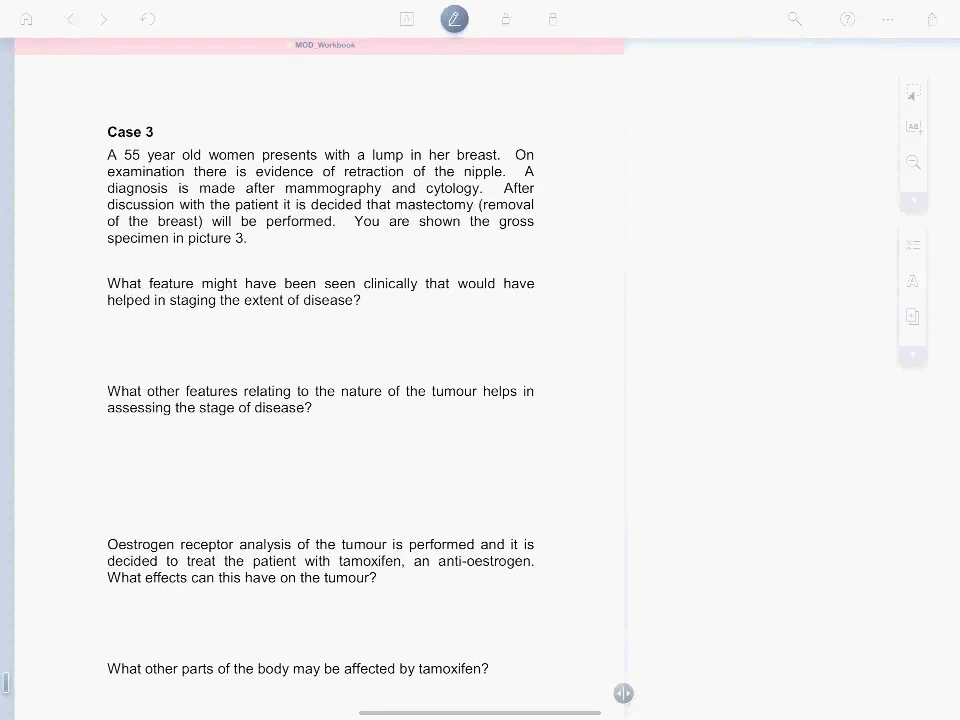 MOD_Workbook
Case 3
A 55 year old women presents with a lump in her breast. On
examination there is evidence of retraction of the nipple. A
diagnosis is made after mammography and cytology. After
discussion with the patient it is decided that mastectomy (removal
of the breast) will be performed. You are shown the gross
specimen in picture 3.
What feature might have been seen clinically that would have
helped in staging the extent of disease?
What other features relating to the nature of the tumour helps in
assessing the stage of disease?
Oestrogen receptor analysis of the tumour is performed and it is
decided to treat the patient with tamoxifen, an anti-oestrogen.
What effects can this have on the tumour?
What other parts of the body may be affected by tamoxifen?